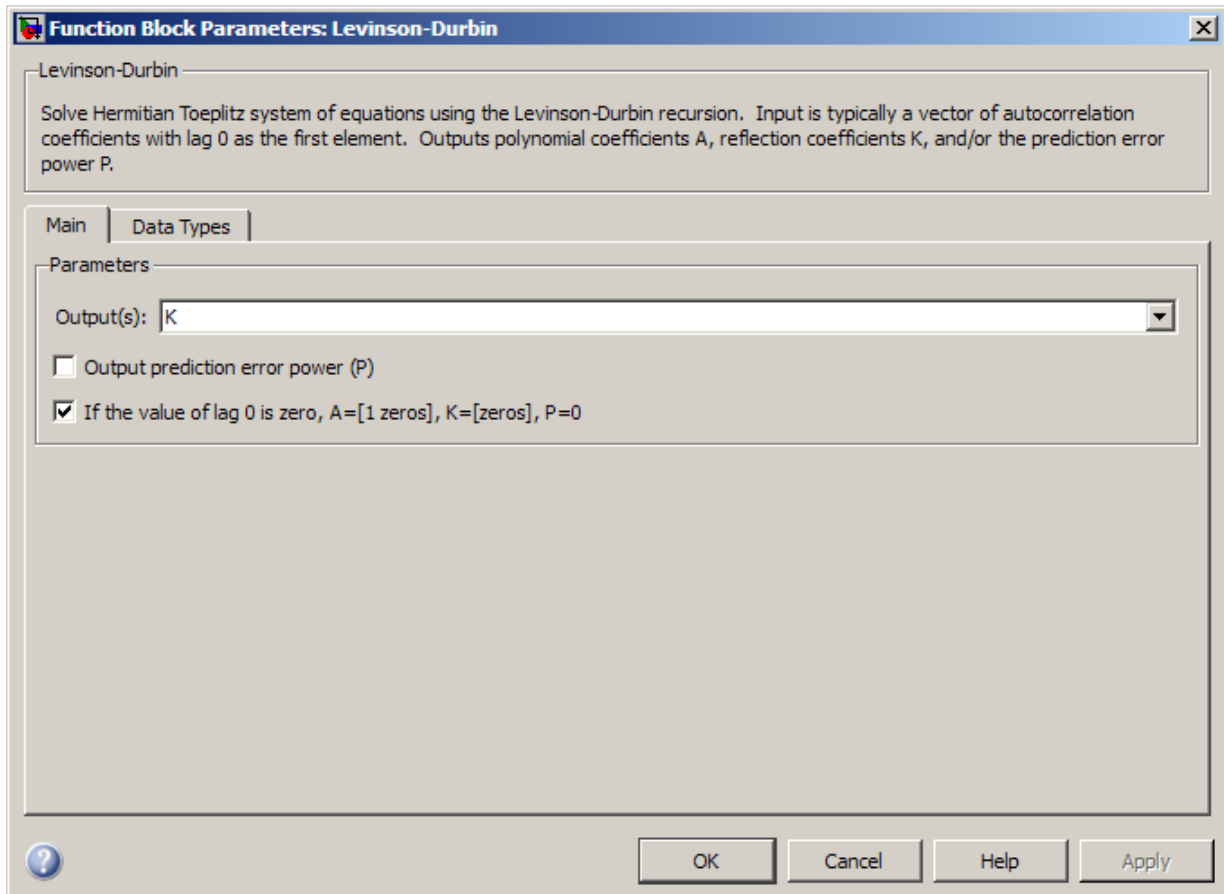 Function Block Parameters: Levinson-Durbin
Levinson-Durbin
Solve Hermitian Toeplitz system of equations using the Levinson-Durbin recursion.  Input is typically a vector of autocorrelation
coefficients with lag 0 as the first element.  Outputs polynomial coefficients A, reflection coefficients K, and/or the prediction error
power P.
Main
Data Types
Parameters
Output(s): K
Output prediction error power (P)
If the value of lag 0 is zero, A=[1 zeros], K=[zeros], P=0
?
OK
Cancel
Help
Apply